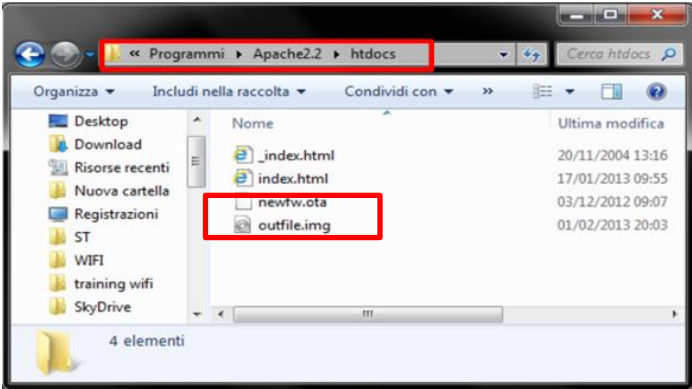 « Programmi Apache2.2 htdocs Cerca htdocs
Organizza Includi nella raccolta Condividi con » 
Desktop
Download
Risorse recenti
Nuova cartella
Registrazioni
ST
WIFI
training wifi
SkyDrive
Nome Ultima modifica
_index.html 20/11/2004 13:16
index.html 17/01/2013 09:55
newfw.ota 03/12/2012 09:07
outfile.img 01/02/2013 20:03
4 elementi